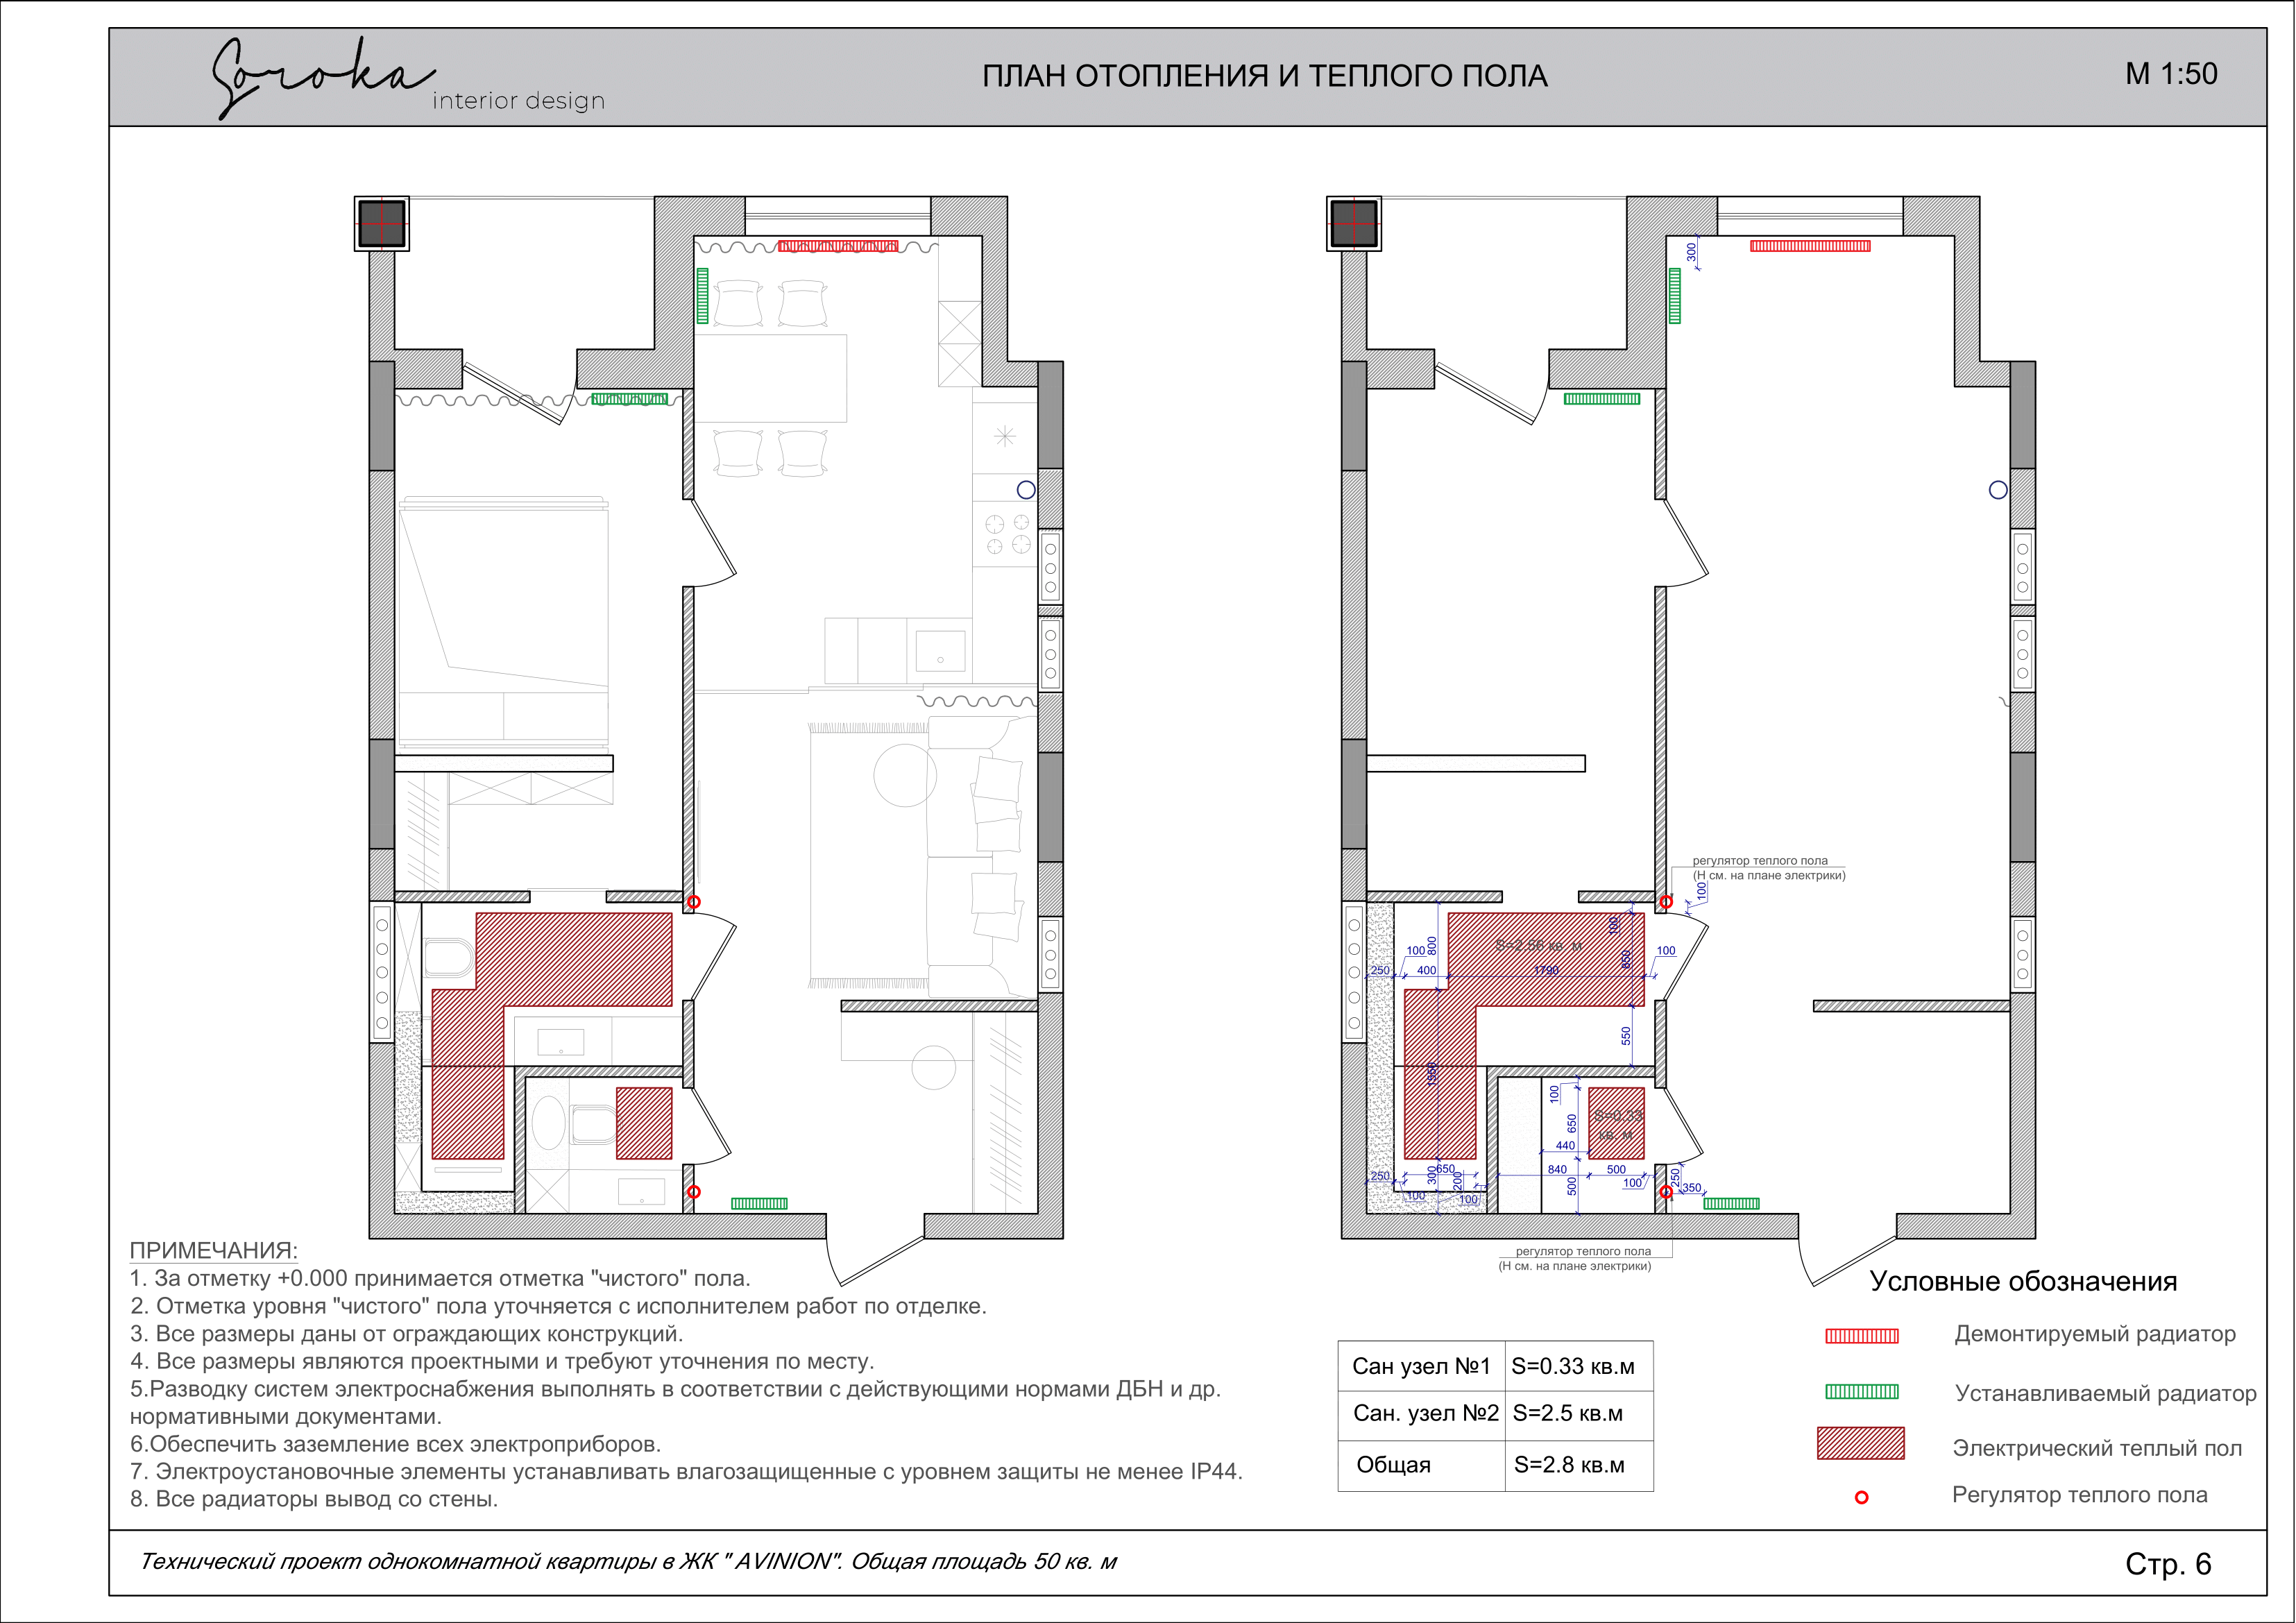 Soroka
interior design
ПЛАН ОТОПЛЕНИЯ И ТЕПЛОГО ПОЛА
М 1:50
300
регулятор теплого пола
(Н см. на плане электрики)
100
100
S=2.56 кв. м
100
800
850
100
250
400
1790
550
1550
100
650
S=0.33
кв. м
440
250
650
300
200
840
500
100
250
350
100
100
500
регулятор теплого пола
(Н см. на плане электрики)
ПРИМЕЧАНИЯ:
1. За отметку +0.000 принимается отметка "чистого" пола.
2. Отметка уровня "чистого" пола уточняется с исполнителем работ по отделке.
3. Все размеры даны от ограждающих конструкций.
4. Все размеры являются проектными и требуют уточнения по месту.
5.Разводку систем электроснабжения выполнять в соответствии с действующими нормами ДБН и др.
нормативными документами.
6.Обеспечить заземление всех электроприборов.
7. Электроустановочные элементы устанавливать влагозащищенные с уровнем защиты не менее IP44.
8. Все радиаторы вывод со стены.
Сан узел №1 S=0.33 кв.м
Сан. узел №2 S=2.5 кв.м
Общая S=2.8 кв.м
Условные обозначения
Демонтируемый радиатор
Устанавливаемый радиатор
Электрический теплый пол
Регулятор теплого пола
Технический проект однокомнатной квартиры в ЖК " AVINION". Общая площадь 50 кв. м
Стр. 6